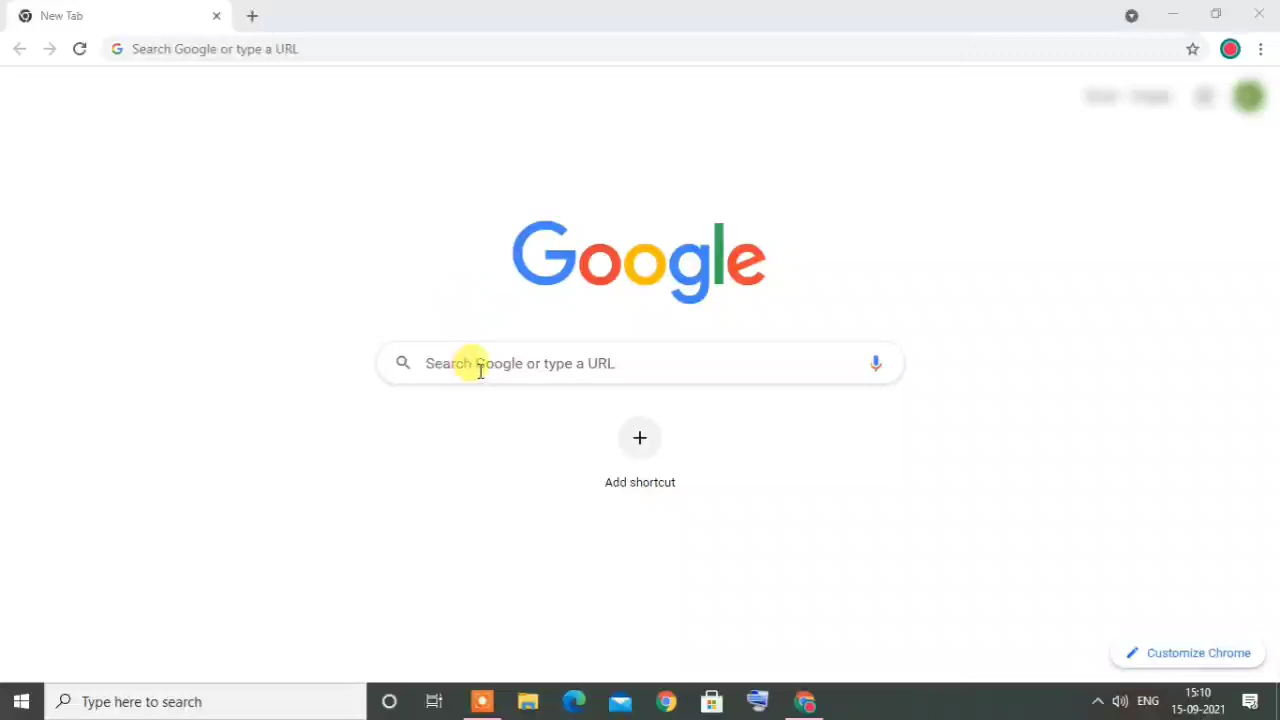 New Tab
Search Google or type a URL
Google
Search Google or type a URL
Add shortcut
Customize Chrome
Type here to search
ENG
15:10
15-09-2021